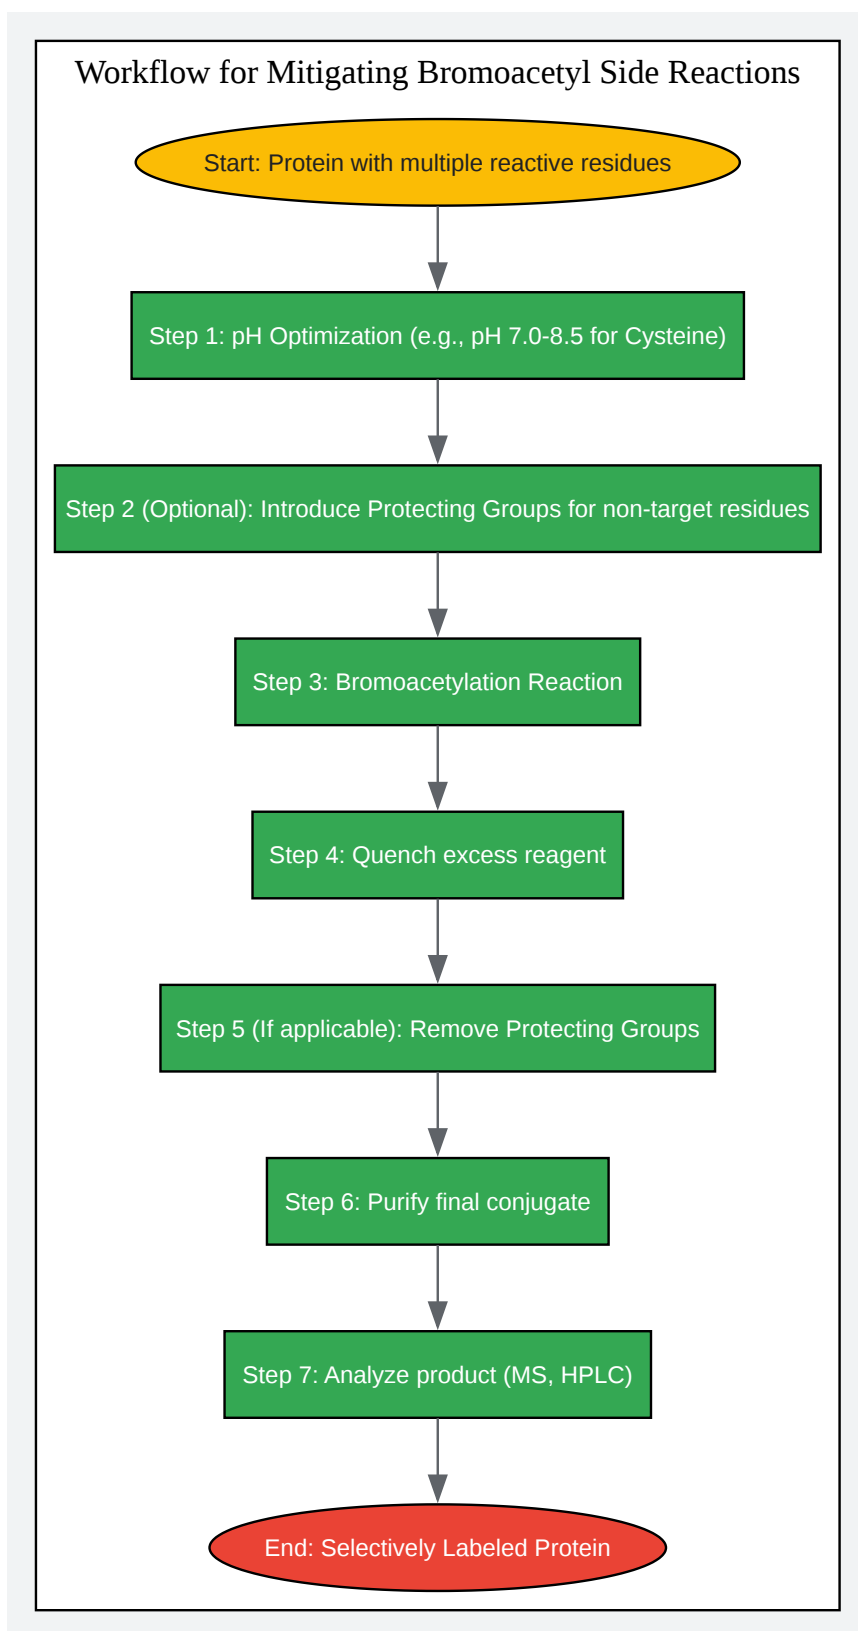 Workflow for Mitigating Bromoacetyl Side Reactions
Start: Protein with multiple reactive residues
Step 1: pH Optimization (e.g., pH 7.0-8.5 for Cysteine)
Step 2 (Optional): Introduce Protecting Groups for non-target residues
Step 3: Bromoacetylation Reaction
Step 4: Quench excess reagent
Step 5 (If applicable): Remove Protecting Groups
Step 6: Purify final conjugate
Step 7: Analyze product (MS, HPLC)
End: Selectively Labeled Protein